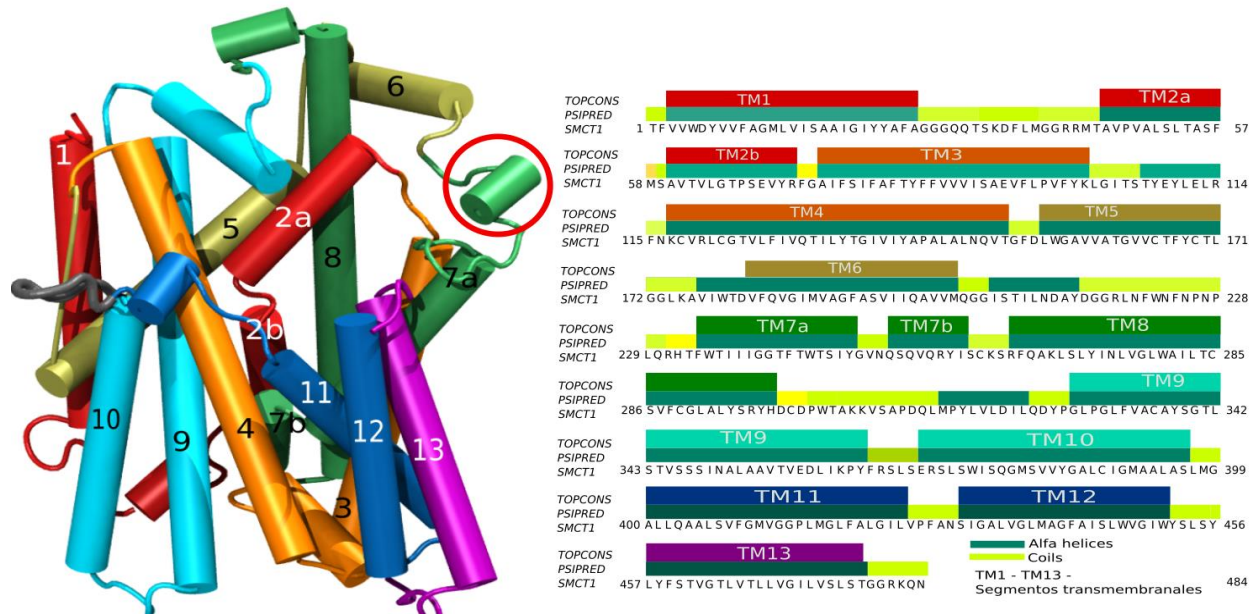 6
1
2a
5
8
7a
2b
11
7b
10
9
4
12
13
3
TOPCONS TM1 TM2a
PSIPRED
SMCT1 1 TFVVWDYVVFAGMLVISAAIGIYYAFAGGGQQTSKDFLMGGRRMTAVPVALSLTASF 57
TOPCONS TM2b TM3
PSIPRED
SMCT1 58 MSAVTVLGTPSEVYRFGAIFSIFAFTYFFVVVISAEVFLPVFYKLGITSTYEYLELR 114
TOPCONS TM4 TM5
PSIPRED
SMCT1 115 FNKCVRLCGTVLFIVQTILYTGIVIYAPALALNQVTGFDLWGAVVATGVVCTFYCTL 171
TOPCONS TM6
PSIPRED
SMCT1 172 GGLKAVIWTDVFQVGIMVAGFASVIIQAVVMQGGISTILNDAYDGGRLNFWNFNPNP 228
TOPCONS TM7a TM7b TM8
PSIPRED
SMCT1 229 LQRHTFWTIIIGGTFTWTSIYGVNQSQVQRYISCKSRFQAKLSLYINLVGLWAILTC 285
TOPCONS TM9
PSIPRED
SMCT1 286 SVFCGLALYSRYHDCDPWTAKKVSAPDQLMPYLVLDILQDYPGLPGLFVACAYSGTL 342
TOPCONS TM9 TM10
PSIPRED
SMCT1 343 STVSSSINALAAVTVEDLIKPYFRSLSERSLSWISQGMSVVYGALCIGMAALASLMG 399
TOPCONS TM11 TM12
PSIPRED
SMCT1 400 ALLQAALSVFGMVGGPLMGLFALGILVPFANSIGALVGLMAGFAISLWVGIWYSLSY 456
TOPCONS TM13
PSIPRED
SMCT1 457 LYFSTVGTLVTLLVGILVSLSTGGRKQN 484
Alfa helices
Coils
TM1 - TM13 -
Segmentos transmembranales